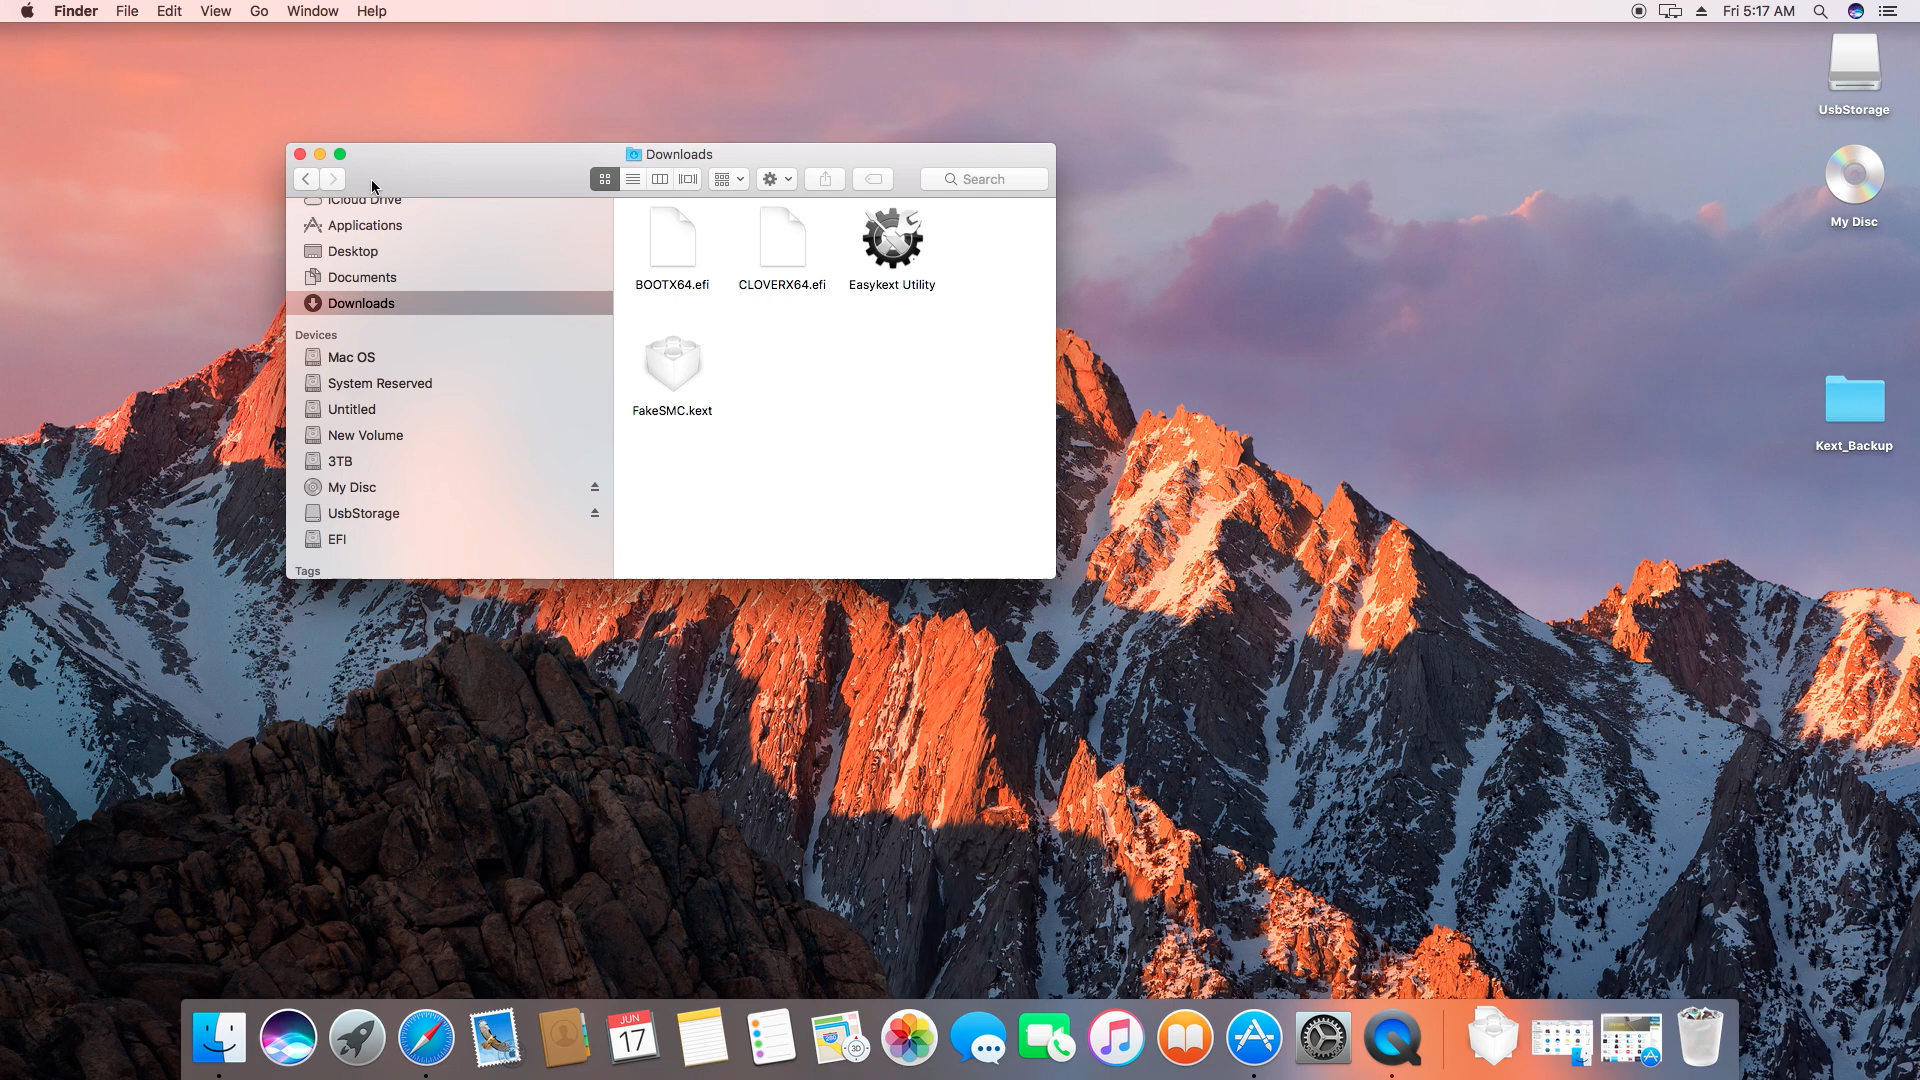 Finder File Edit View Go Window Help
Fri 5:17 AM
UsbStorage
My Disc
Kext_Backup
Downloads
Search
iCloud Drive
Applications
Desktop
Documents
Downloads
Devices
Mac OS
System Reserved
Untitled
New Volume
3TB
My Disc
UsbStorage
EFI
Tags
BOOTX64.efi
CLOVERX64.efi
Easykext Utility
FakeSMC.kext
JUN
17
280
3D